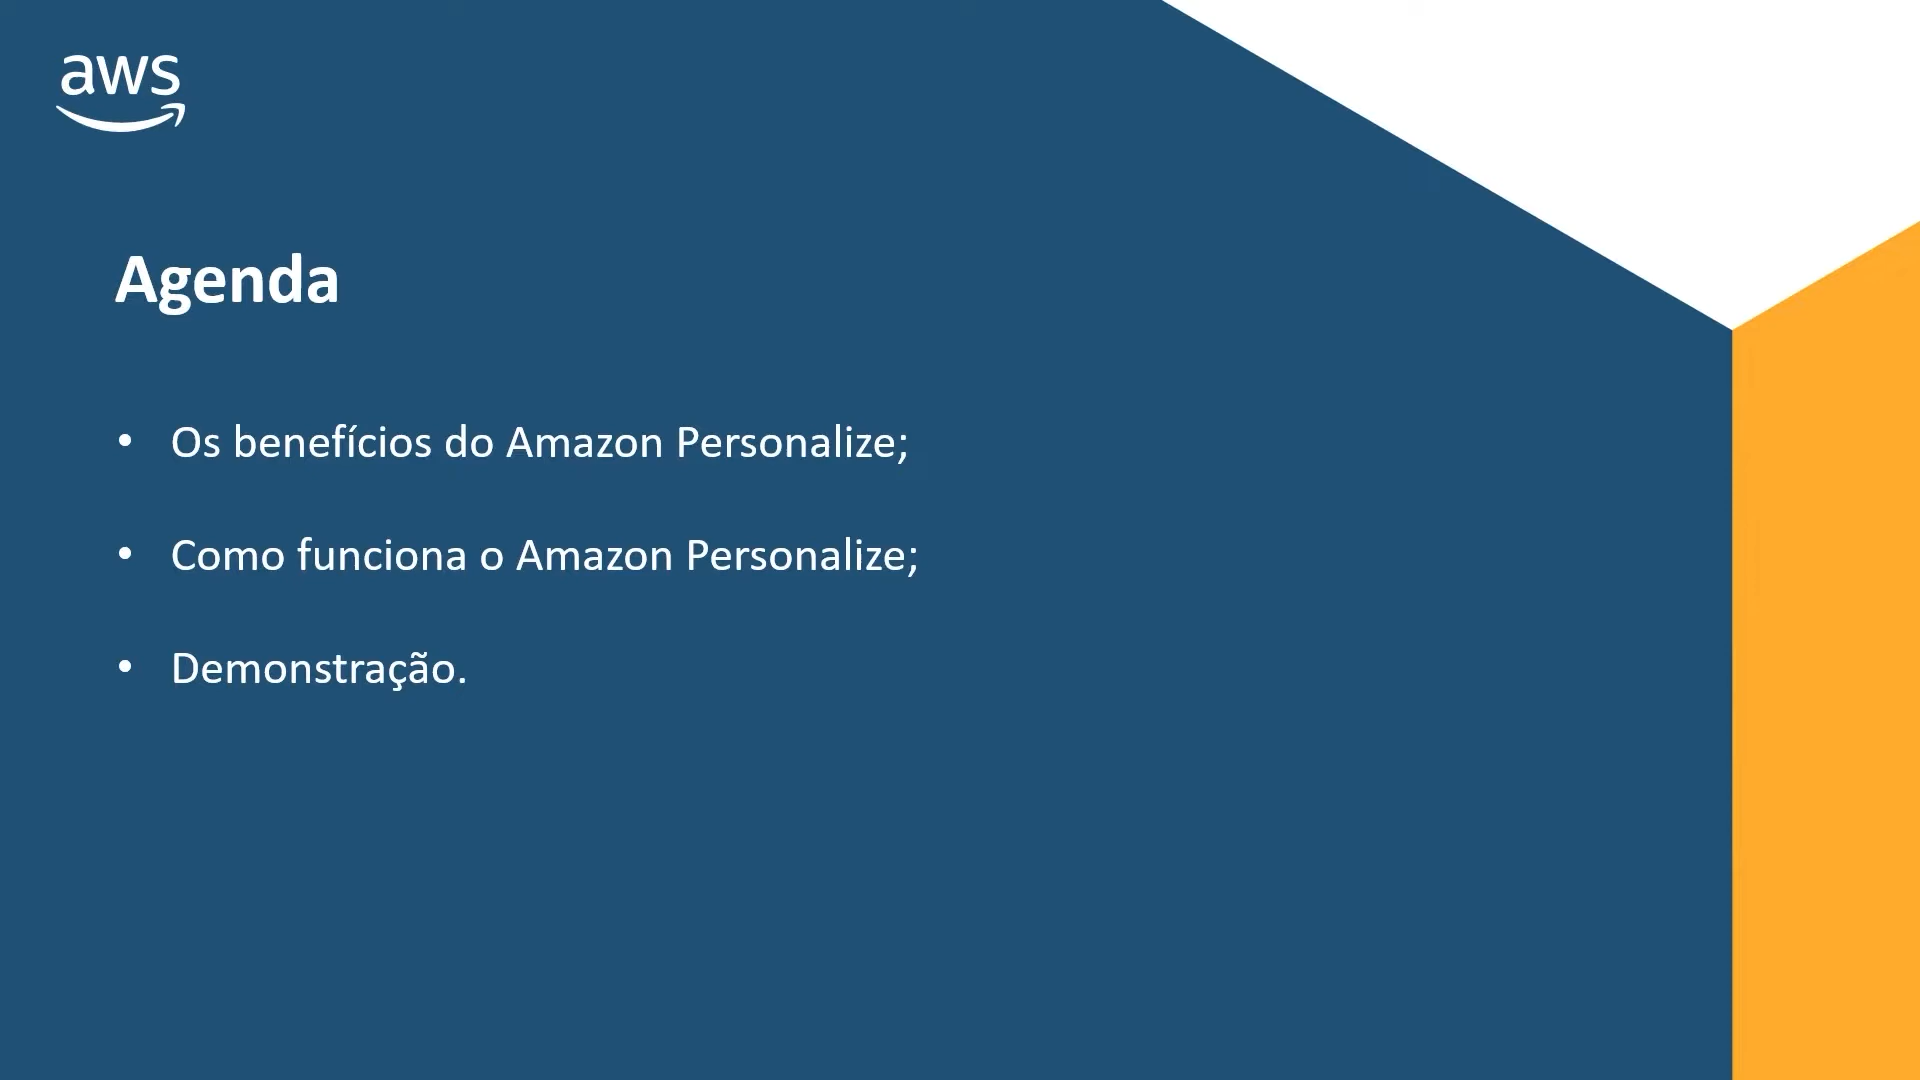 aws
Agenda
• Os benefícios do Amazon Personalize;
• Como funciona o Amazon Personalize;
• Demonstração.